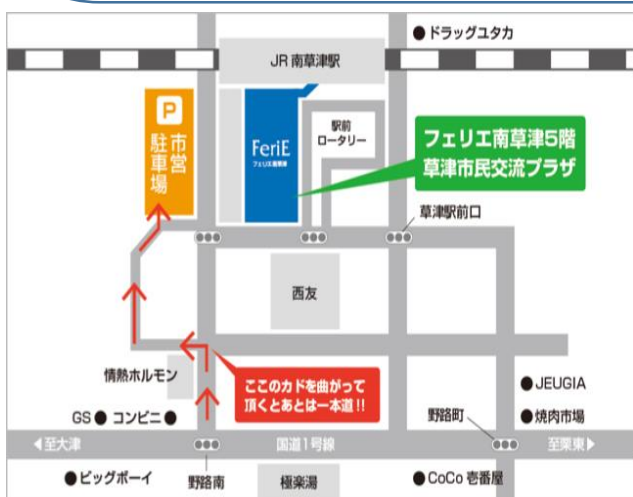 ドラッグユタカ
JR 南草津駅
P
市営
駐車場
FeriE
フェリエ南草津
駅前
ロータリー
フェリエ南草津5階
草津市民交流プラザ
草津駅前口
西友
情熱ホルモン
ここのカドを曲がって
頂くとあとは一本道!!
JEUGIA
GS
コンビニ
野路町
焼肉市場
至大津
国道1号線
至栗東
ビッグボーイ
野路南
極楽湯
CoCo 壱番屋